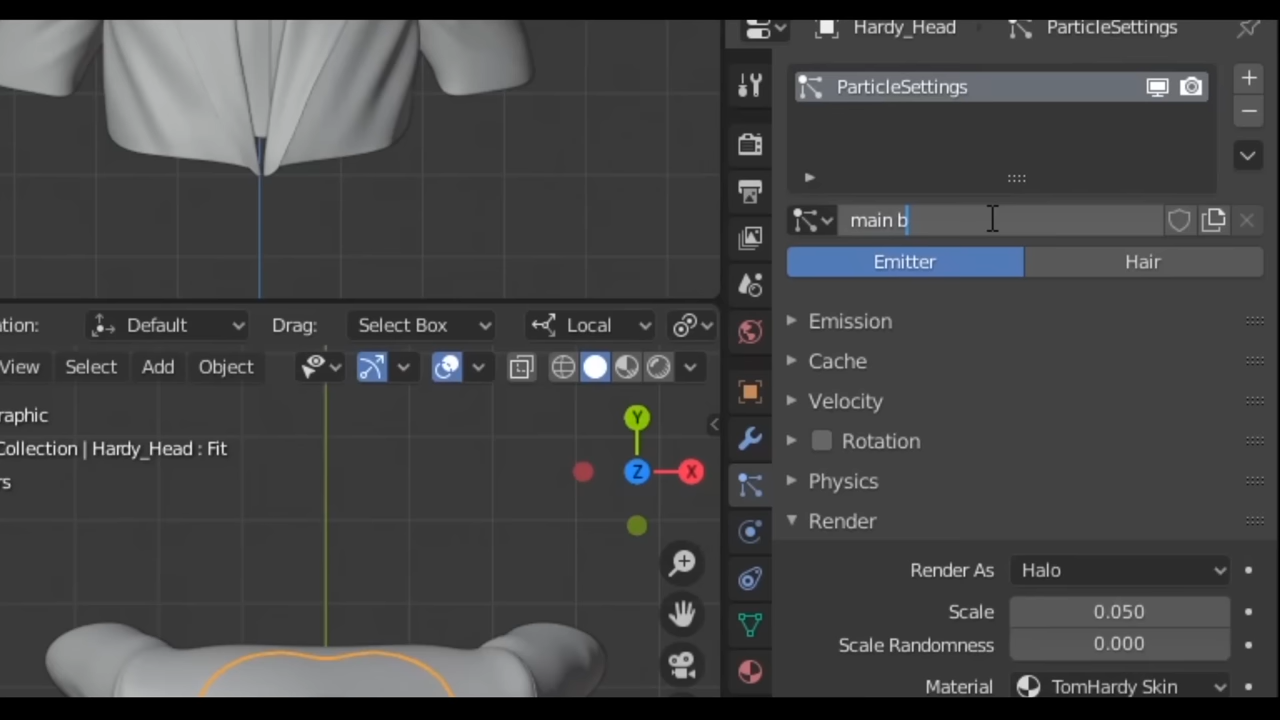 Hardy_Head > ParticleSettings
ParticleSettings
main b
Emitter Hair
Emission
Cache
Velocity
Rotation
Physics
Render
Render As Halo
Scale 0.050
Scale Randomness 0.000
Material TomHardy Skin
ation: Default Drag: Select Box Local
View Select Add Object
raphic
Collection | Hardy_Head : Fit
rs
Y
Z
X